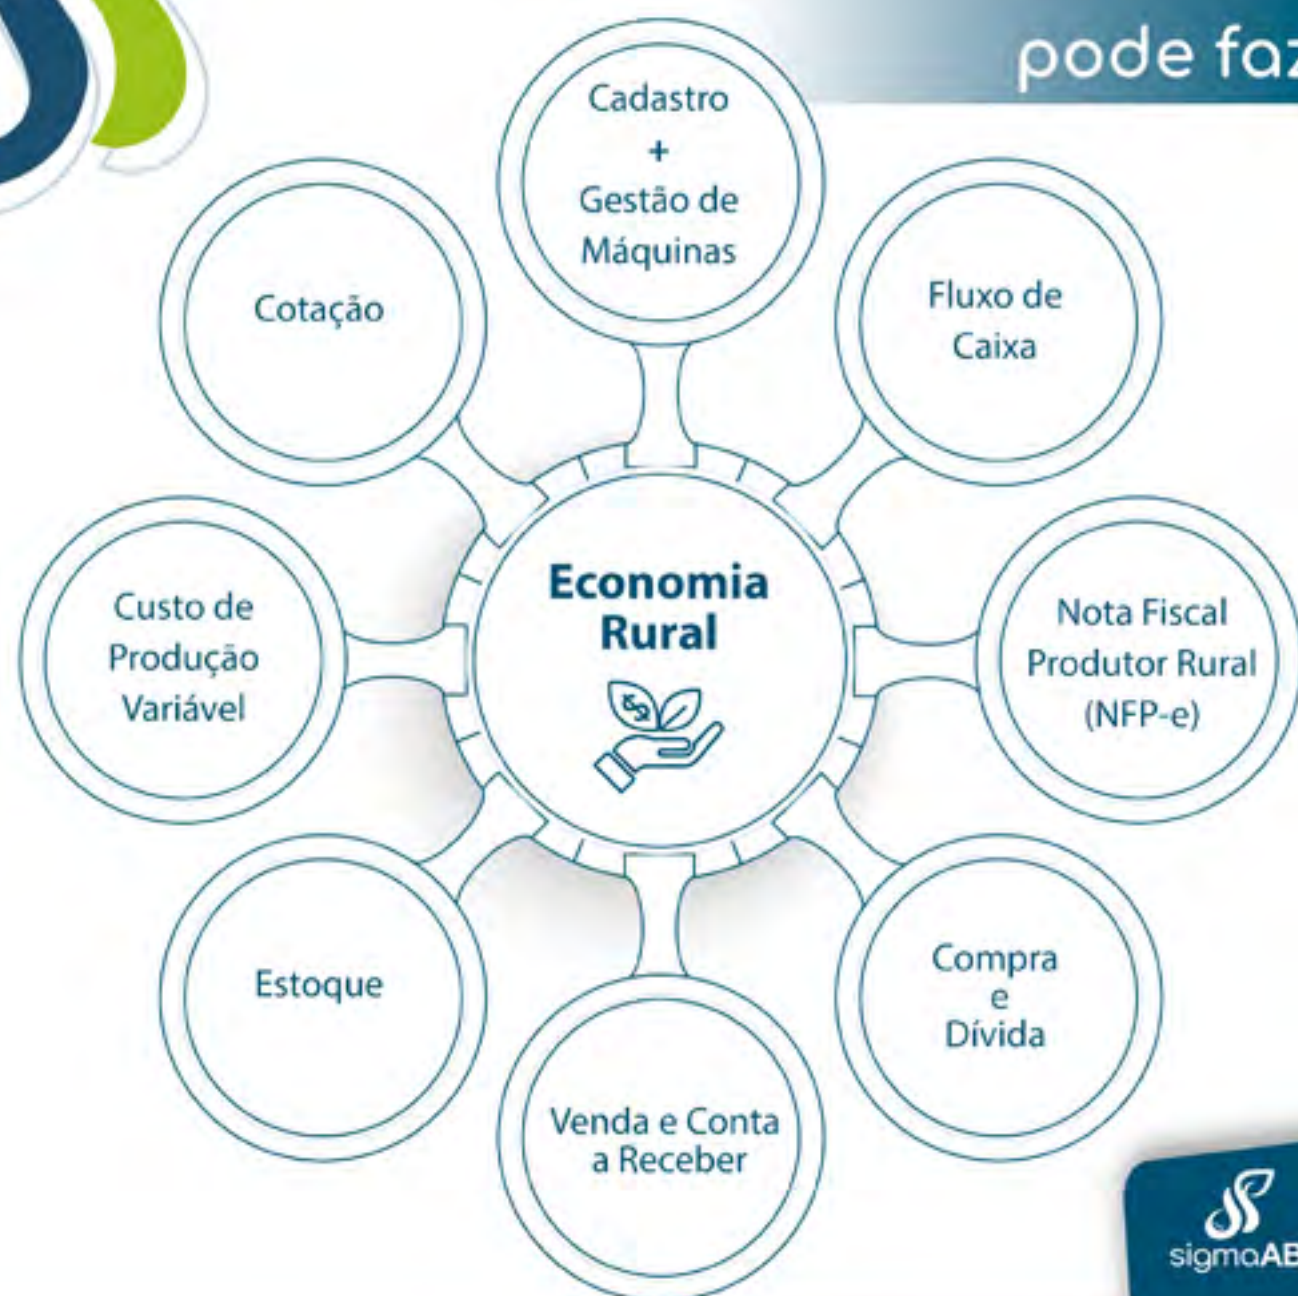 pode faz
Cadastro
+
Gestão de
Máquinas
Fluxo de
Caixa
Nota Fiscal
Produtor Rural
(NFP-e)
Compra
e
Dívida
Venda e Conta
a Receber
Estoque
Custo de
Produção
Variável
Cotação
Economia
Rural
sigmaAB